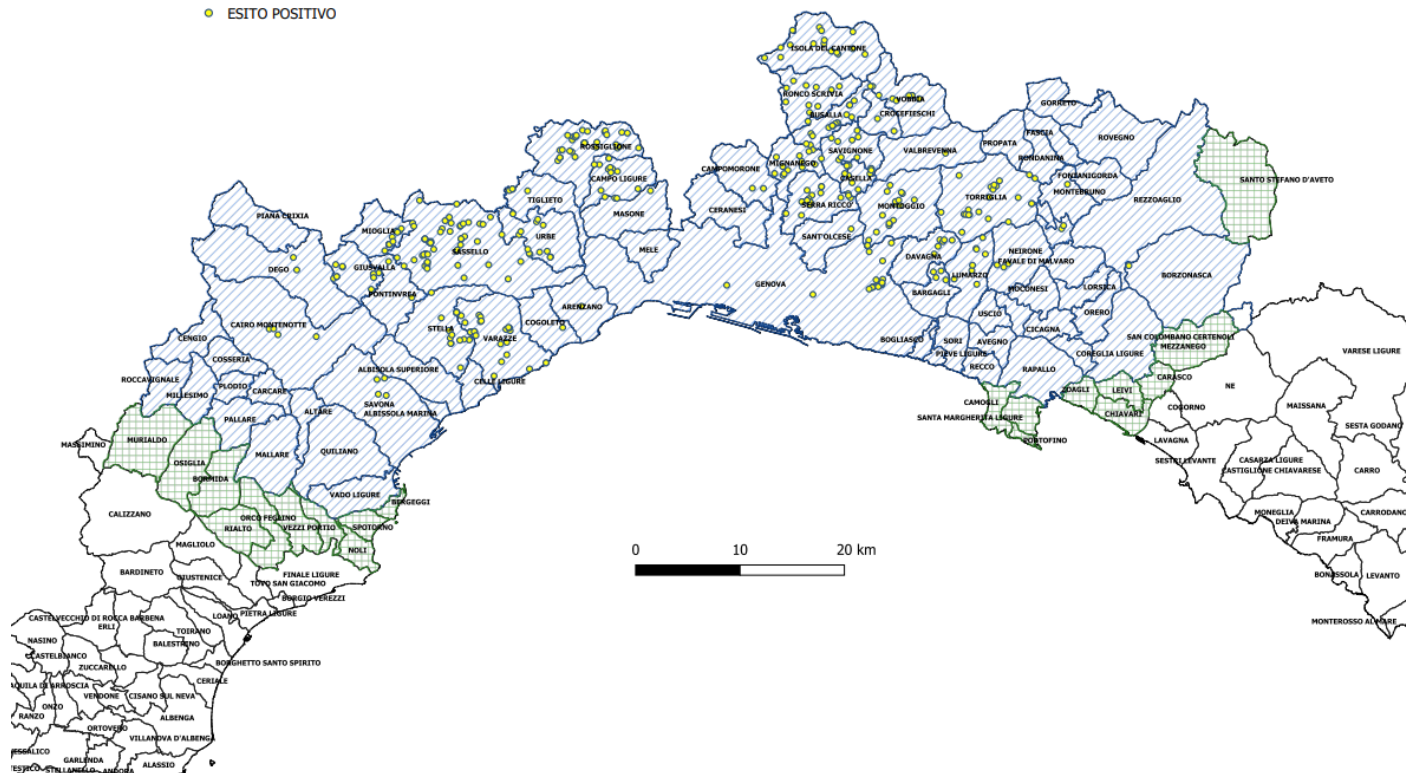 ESITO POSITIVO
ISOLA DEL CANTONE
RONCO SCRIVIA
VOBBIA
GORRETO
BUSALLA
CROCEFIESCHI
FASCIA
ROVEGNO
ROSSIGLIONE
SAVIGNONE
VALBREVENNA
PROPATA
RONDANINA
MIGNANEGO
CAMPOMORONE
CASELLA
FONTANIGORDA
CAMPO LIGURE
SANTO STEFANO D'AVETO
MONTEBRUNO
TIGLIETO
TORRIGLIA
REZZOAGLIO
SERRA RICCO
MONTOGGIO
CERANESI
MASONE
PIANA CRIXIA
MIOGLIA
URBE
SANT'OLCESE
MELE
SASSELLO
NEIRONE
DAVAGNA
FAVALE DI MALVARO
DEGO
GIUSVALLA
LUMARZO
BORZONASCA
GENOVA
MOCONESI
LORSICA
PONTINVREA
BARGAGLI
ARENZANO
USCIO
ORERO
CAIRO MONTENOTTE
STELLA
COGOLETO
CICAGNA
CENGIO
VARAZZE
BOGLIASCO
SORI
AVEGNO
SAN COLOMBANO CERTENOLI
MEZZANEGO
VARESE LIGURE
COSSERIA
PIEVE LIGURE
COREGLIA LIGURE
RECCO
RAPALLO
ALBISOLA SUPERIORE
ROCCAVIGNALE
PLODIO
CELLE LIGURE
CARASCO
MILLESIMO
CARCARE
ZOAGLI
LEIVI
NE
SAVONA
CAMOGLI
ALTARE
ALBISSOLA MARINA
COGORNO
MAISSANA
PALLARE
SANTA MARGHERITA LIGURE
CHIAVARI
SESTA GODANO
MURIALDO
MASSIMINO
PORTOFINO
LAVAGNA
MALLARE
QUILIANO
SESTRI LEVANTE
CASARZA LIGURE
OSIGLIA
CASTIGLIONE CHIAVARESE
CARRO
BORMIDA
VADO LIGURE
BERGEGGI
CALIZZANO
ORCO FEGLINO
MONEGLIA
CARRODANO
RIALTO
VEZZI PORTIO
SPOTORNO
DEIVA MARINA
MAGLIOLO
FRAMURA
NOLI
0 10 20 km
BARDINETO
GIUSTENICE
FINALE LIGURE
BONASSOLA
LEVANTO
TOVO SAN GIACOMO
BORGIO VEREZZI
PIETRA LIGURE
LOANO
CASTELVECCHIO DI ROCCA BARBENA
MONTEROSSO AL MARE
ERLI
TOIRANO
NASINO
BALESTRINO
CASTELBIANCO
ZUCCARELLO
BORGHETTO SANTO SPIRITO
CERIALE
AQUILA DI ARROSCIA
VENDONE
CISANO SUL NEVA
ONZO
RANZO
ALBENGA
ORTOVERO
VILLANOVA D'ALBENGA
ESSALICO
GARLENDA
ALASSIO
TESTICO
STELLANELLO
ANDORA